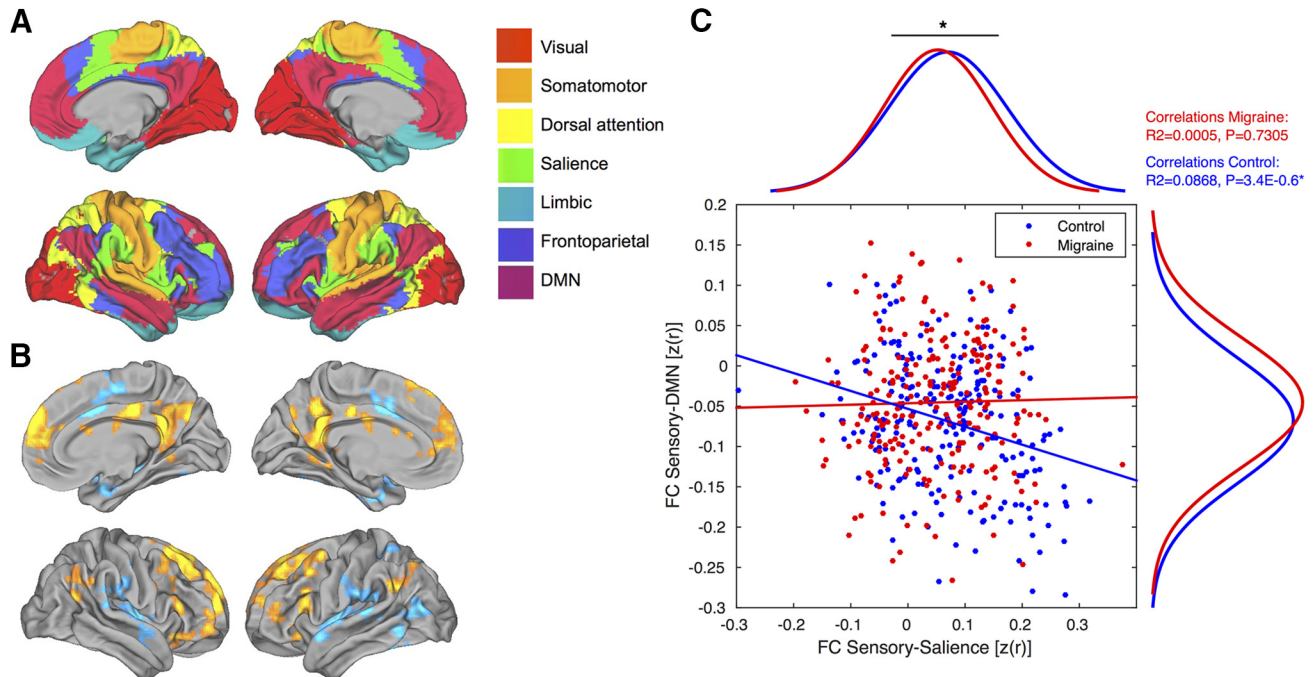 A
Visual
Somatomotor
Dorsal attention
Salience
Limbic
Frontoparietal
DMN
B
C
*
Correlations Migraine:
R2=0.0005, P=0.7305
Correlations Control:
R2=0.0868, P=3.4E-0.6*
Control
Migraine
0.2
0.15
0.1
0.05
0
-0.05
-0.1
-0.15
-0.2
-0.25
-0.3
FC Sensory-DMN [z(r)]
-0.3
-0.2
-0.1
0
0.1
0.2
0.3
FC Sensory-Salience [z(r)]